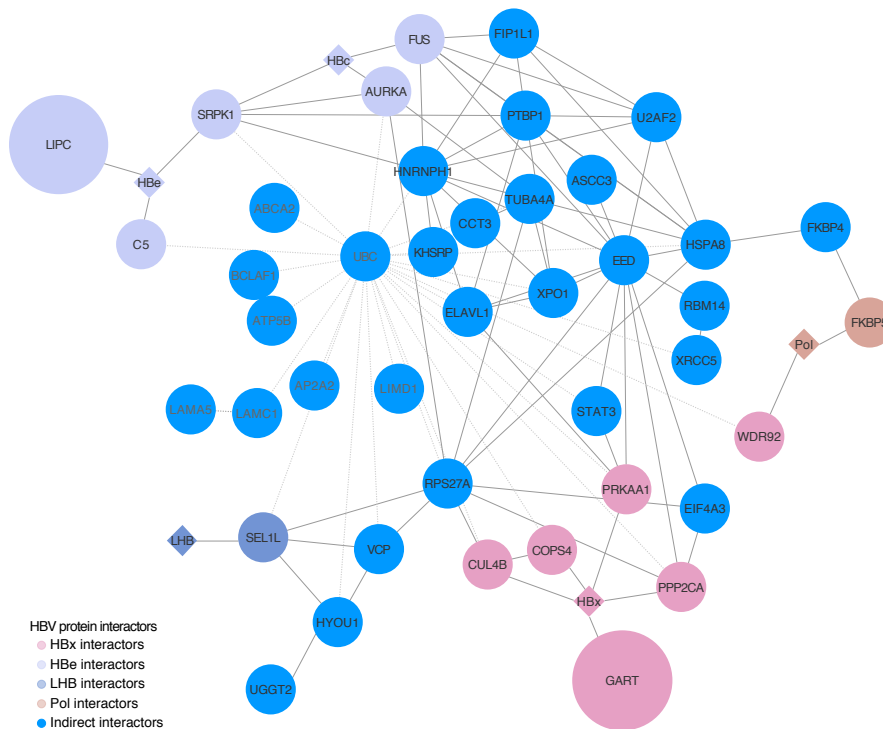 FUS
FIP1L1
HBc
AURKA
SRPK1
PTBP1
U2AF2
LIPC
HNRNPH1
HBe
TUBA4A
ASCC3
ABCA2
CCT3
C5
UBC
KHSRP
EED
HSPA8
FKBP4
BCLAF1
XPO1
RBM14
ATP5B
ELAVL1
FKBP5
Pol
XRCC5
AP2A2
LIMD1
LAMA5
LAMC1
STAT3
WDR92
RPS27A
PRKAA1
EIF4A3
LHB
SEL1L
VCP
COPS4
CUL4B
PPP2CA
HBx
HYOU1
GART
UGGT2
HBV protein interactors
HBx interactors
HBe interactors
LHB interactors
Pol interactors
Indirect interactors